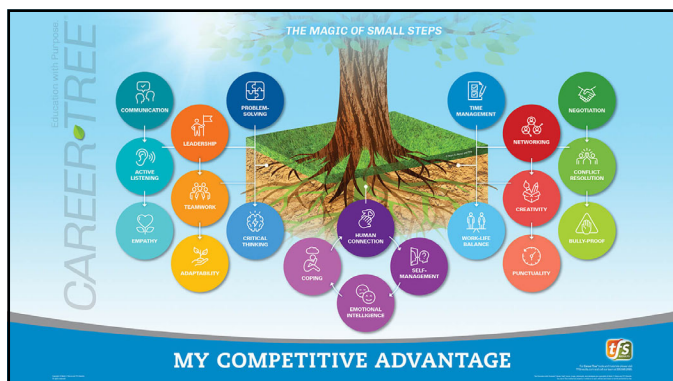 THE MAGIC OF SMALL STEPS
Education with Purpose
CAREER TREE
COMMUNICATION
ACTIVE
LISTENING
EMPATHY
LEADERSHIP
TEAMWORK
ADAPTABILITY
PROBLEM-
SOLVING
CRITICAL
THINKING
HUMAN
CONNECTION
SELF-
MANAGEMENT
EMOTIONAL
INTELLIGENCE
COPING
TIME
MANAGEMENT
WORK-LIFE
BALANCE
NETWORKING
CREATIVITY
PUNCTUALITY
NEGOTIATION
CONFLICT
RESOLUTION
BULLY-PROOF
MY COMPETITIVE ADVANTAGE
tfs